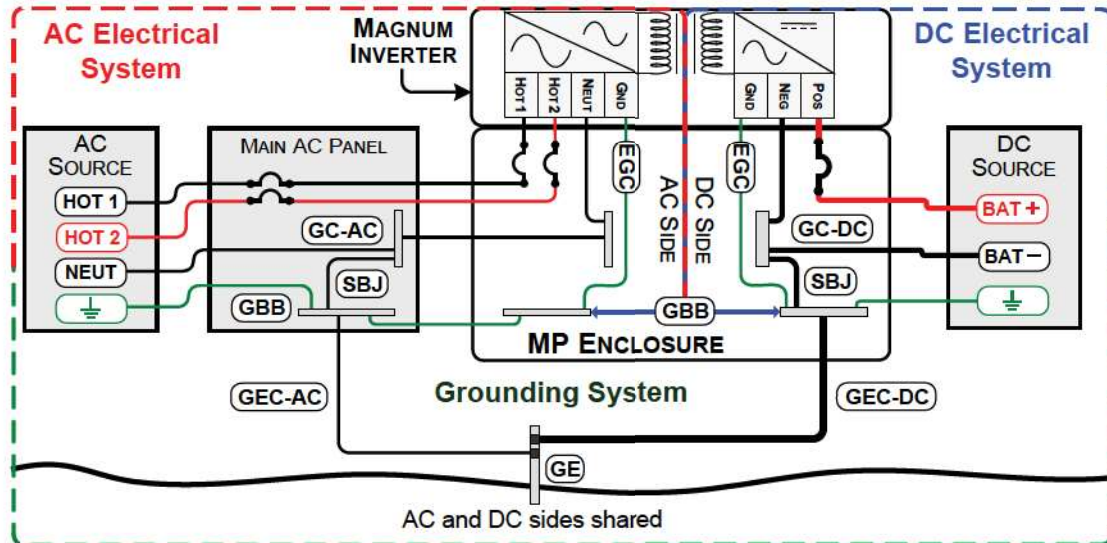 AC Electrical
System
MAGNUM
INVERTER
DC Electrical
System
HOT 1
HOT 2
NEUT
GND
GND
NEG
POS
AC
SOURCE
HOT 1
HOT 2
NEUT
MAIN AC PANEL
GC-AC
SBJ
GBB
EGC
AC SIDE
DC SIDE
EGC
GBB
MP ENCLOSURE
GC-DC
SBJ
DC
SOURCE
BAT +
BAT −
GEC-AC
Grounding System
GEC-DC
GE
AC and DC sides shared